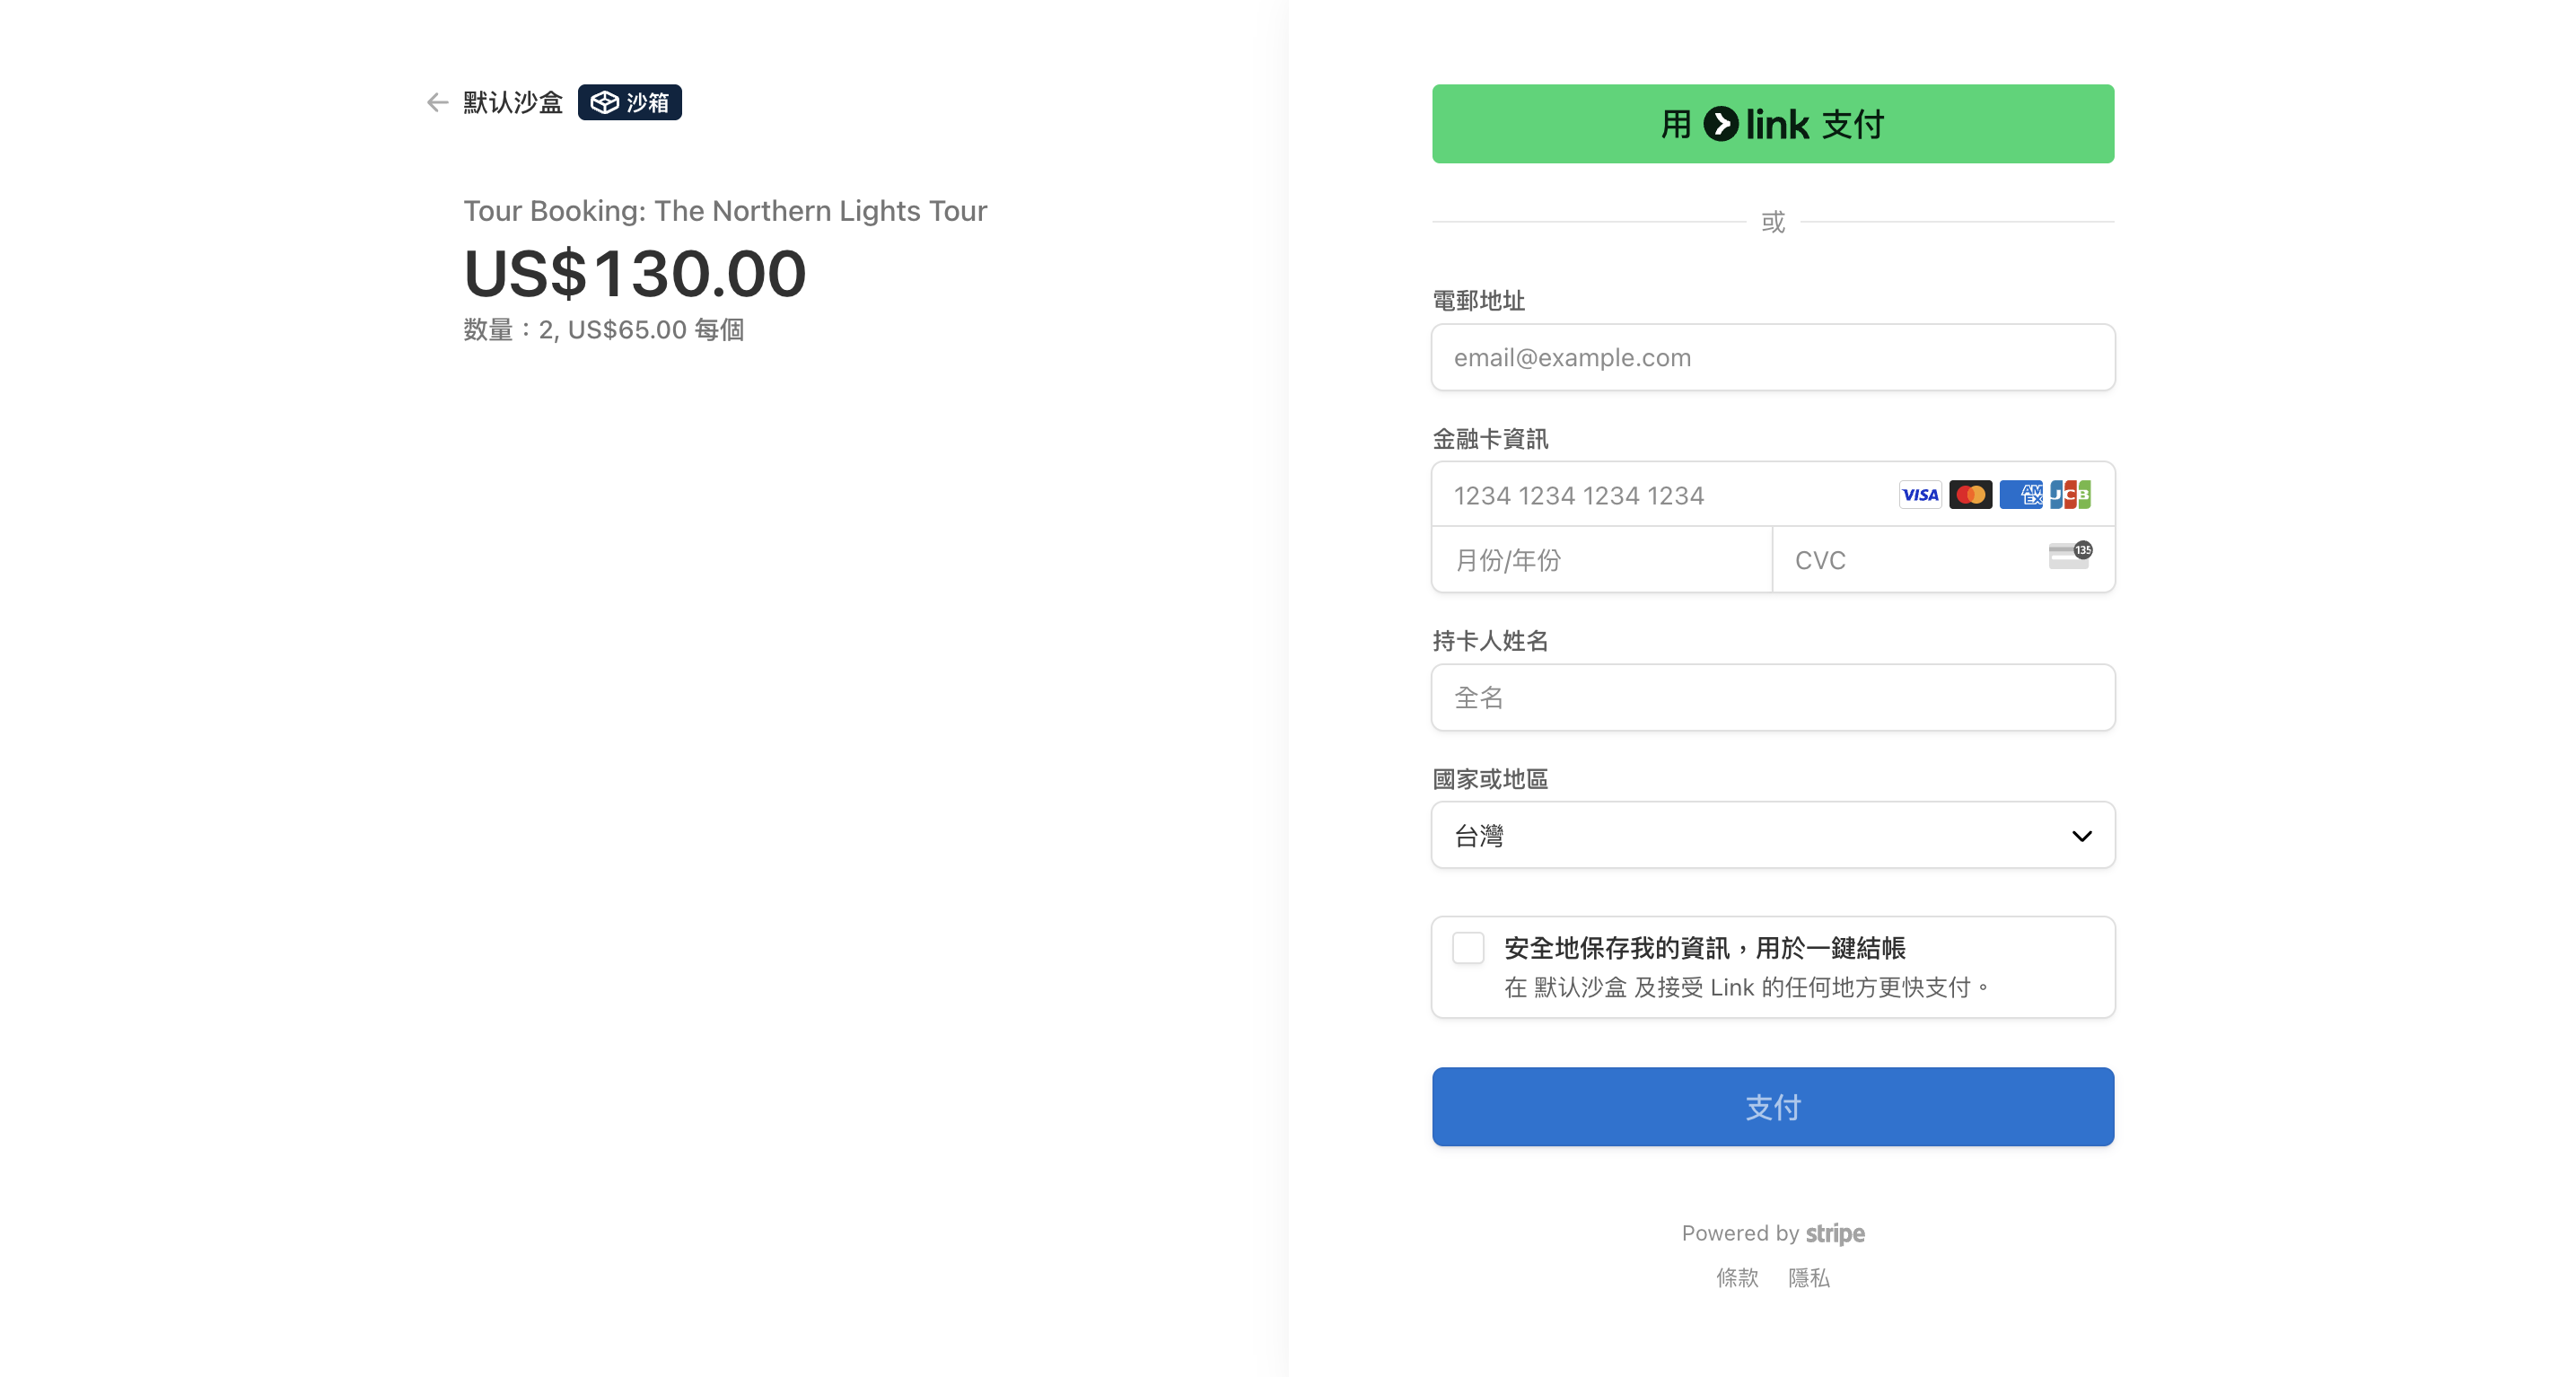 默认沙盒 沙箱
Tour Booking: The Northern Lights Tour
US$130.00
数量：2, US$65.00 每個
用 link 支付
或
電郵地址
email@example.com
金融卡資訊
1234 1234 1234 1234 VISA AMEX JCB
月份/年份 CVC 135
持卡人姓名
全名
國家或地區
台灣
安全地保存我的資訊，用於一鍵結帳
在 默认沙盒 及接受 Link 的任何地方更快支付。
支付
Powered by stripe
條款 隱私